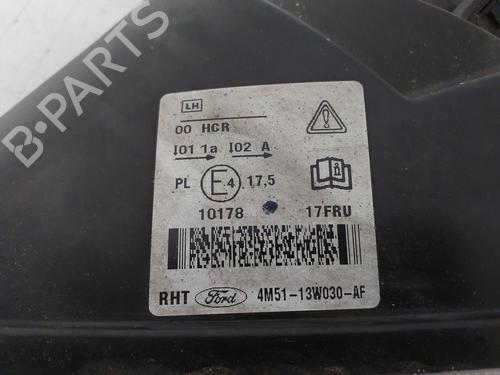 LH
00 HCR
I01 1a I02 A
PL E4 17,5
10178 17FRU
RHT Ford 4M51-13W030-AF
B-PARTS